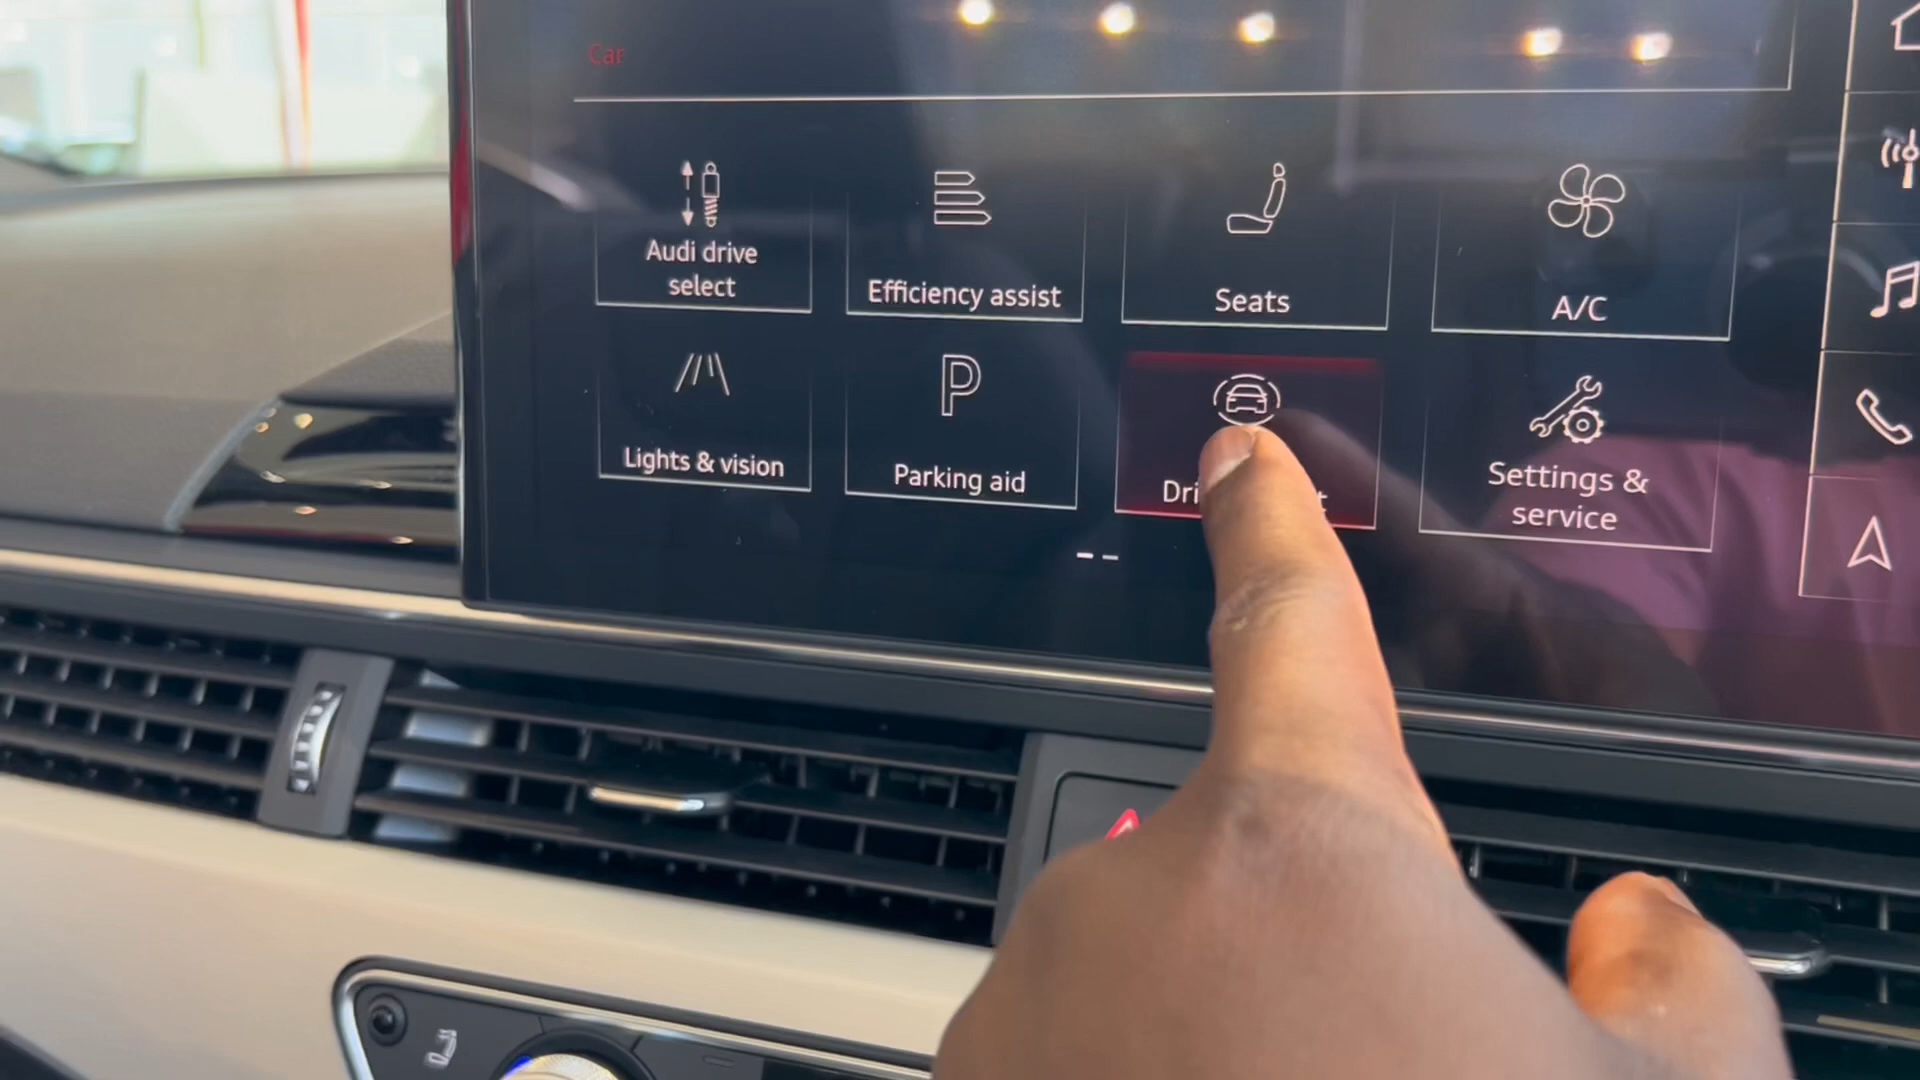 Car
Audi drive
select
Efficiency assist
Seats
A/C
Lights & vision
Parking aid
Settings &
service